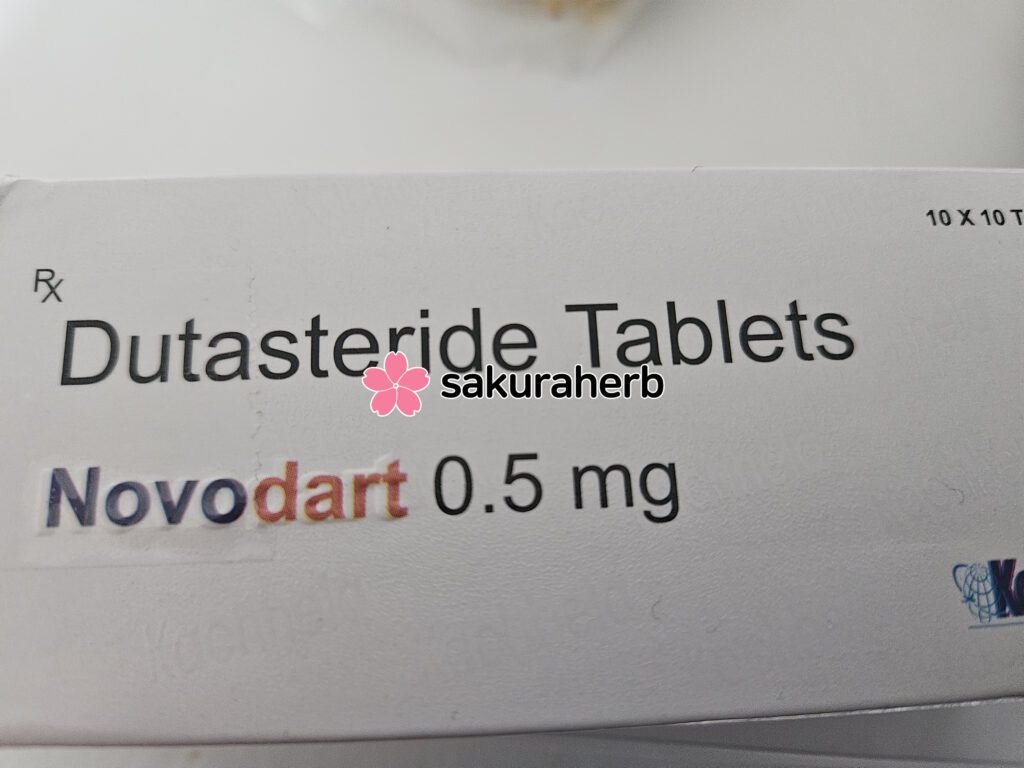 10 X 10 T
Rx
Dutasteride Tablets
sakuraherb
Novodart 0.5 mg